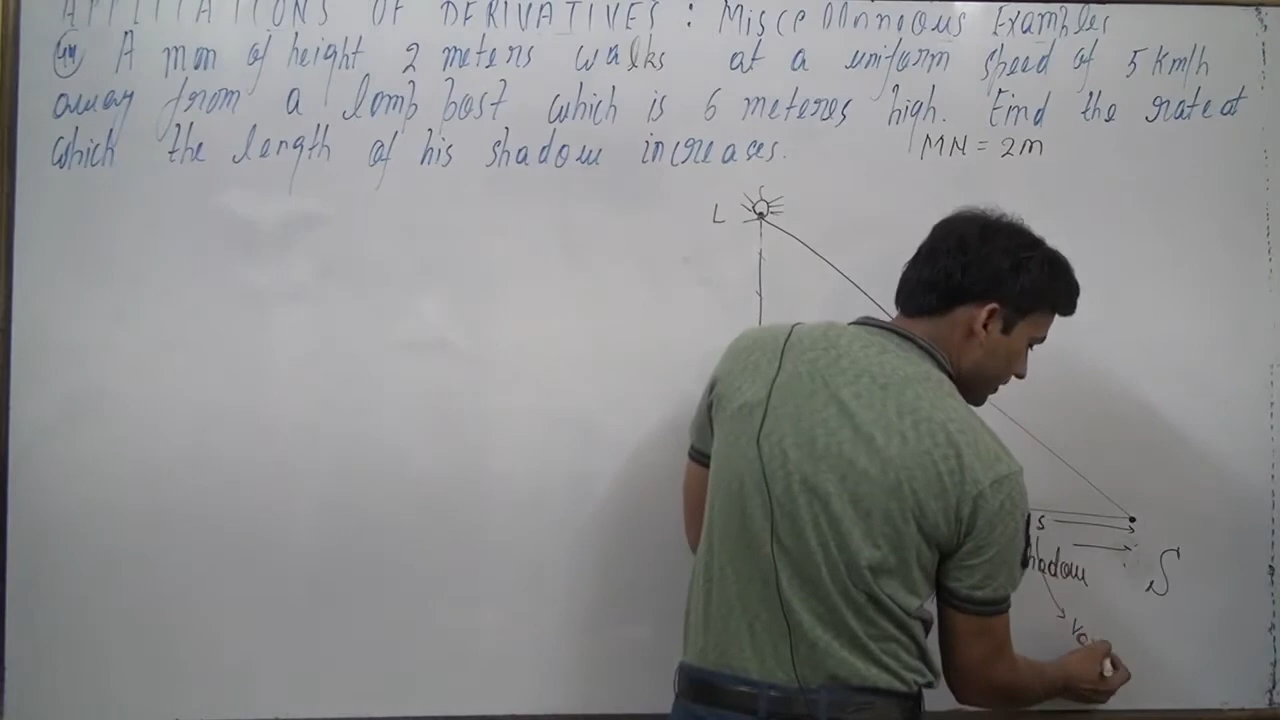 APPLICATIONS OF DERIVATIVES : Miscellaneous Examples
44 A man of height 2 meters walks at a uniform speed of 5 Km/h
away from a lamp post which is 6 meteres high. Find the rate at
which the length of his shadow increases. MN = 2m
L
s
hadow S